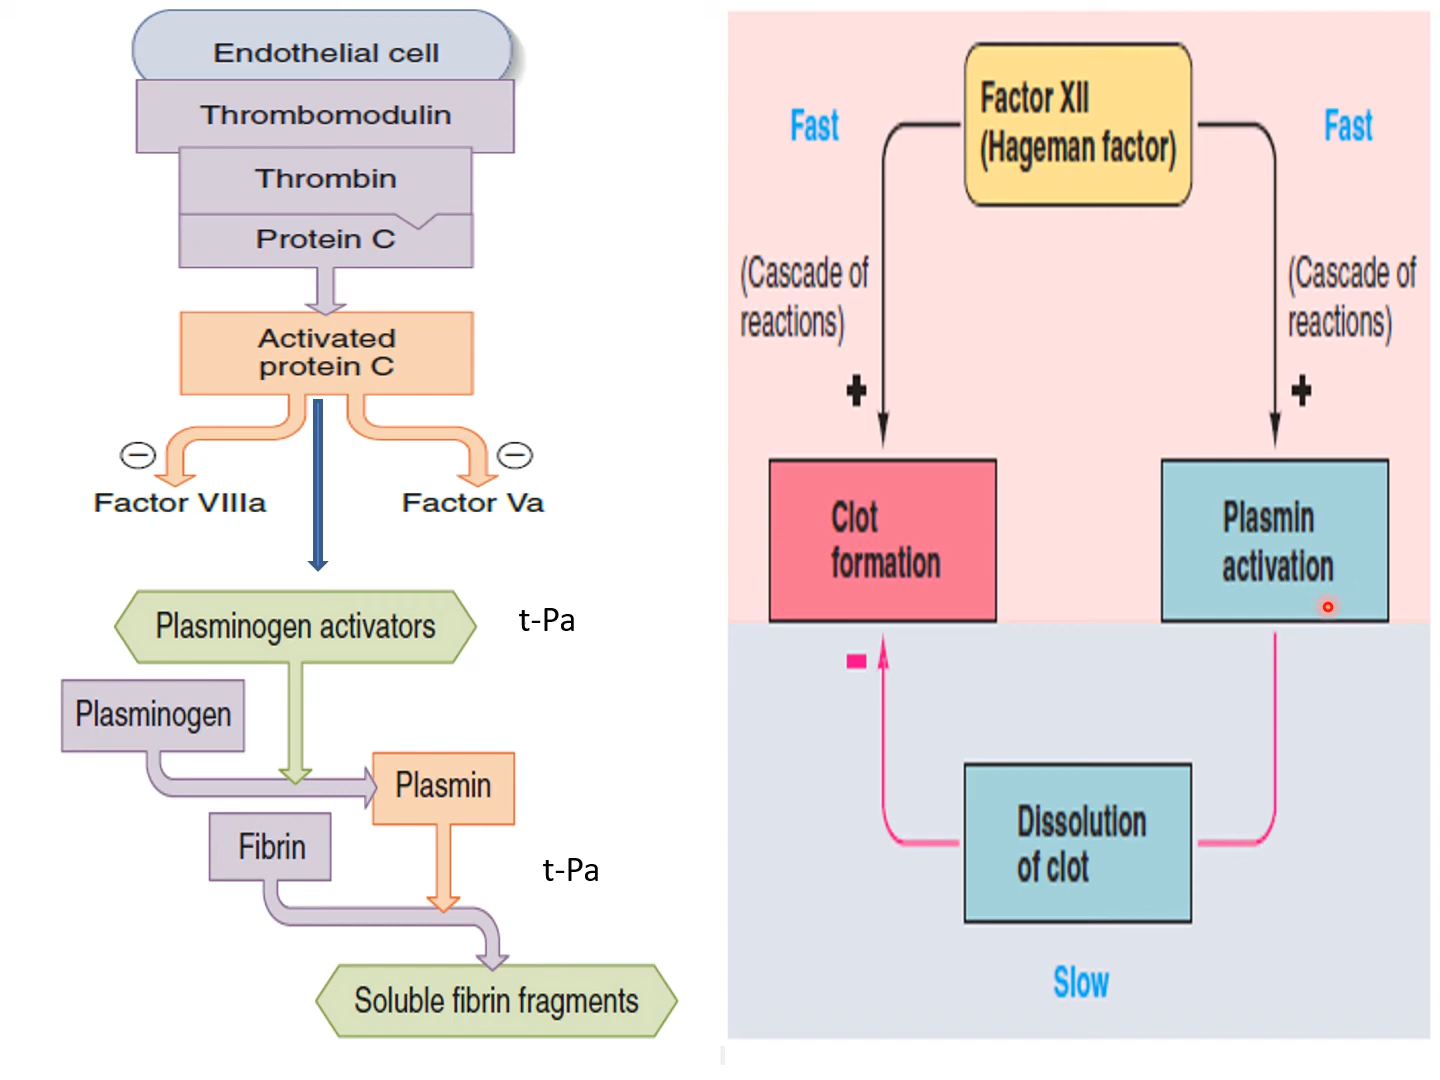 Endothelial cell
Thrombomodulin
Thrombin
Protein C
Activated
protein C
−
−
Factor VIIIa
Factor Va
Plasminogen activators
t-Pa
Plasminogen
Plasmin
Fibrin
t-Pa
Soluble fibrin fragments
Factor XII
(Hageman factor)
Fast
Fast
(Cascade of
reactions)
(Cascade of
reactions)
+
+
Clot
formation
Plasmin
activation
-
Dissolution
of clot
Slow